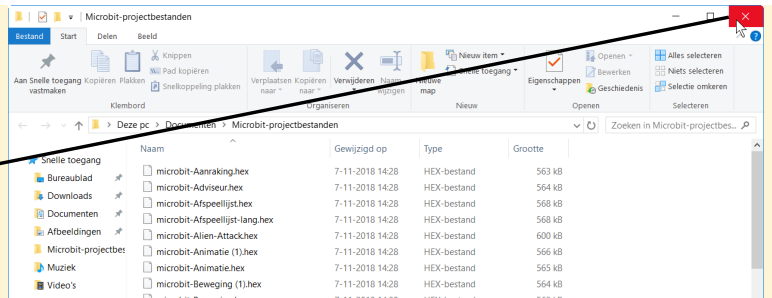 Microbit-projectbestanden
Bestand Start Delen Beeld
Aan Snelle toegang vastmaken
Kopiëren
Plakken
Knippen
Pad kopiëren
Snelkoppeling plakken
Klembord
Verplaatsen naar
Kopiëren naar
Verwijderen
Naam wijzigen
Organiseren
Nieuwe map
Nieuw item
Snelle toegang
Nieuw
Eigenschappen
Openen
Bewerken
Geschiedenis
Openen
Alles selecteren
Niets selecteren
Selectie omkeren
Selecteren
Deze pc > Documenten > Microbit-projectbestanden
Zoeken in Microbit-projectbes...
Snelle toegang
Bureaublad
Downloads
Documenten
Afbeeldingen
Microbit-projectbes
Muziek
Video's
Naam Gewijzigd op Type Grootte
microbit-Aanraking.hex 7-11-2018 14:28 HEX-bestand 563 kB
microbit-Adviseur.hex 7-11-2018 14:28 HEX-bestand 564 kB
microbit-Afspeellijst.hex 7-11-2018 14:28 HEX-bestand 568 kB
microbit-Afspeellijst-lang.hex 7-11-2018 14:28 HEX-bestand 568 kB
microbit-Alien-Attack.hex 7-11-2018 14:28 HEX-bestand 600 kB
microbit-Animatie (1).hex 7-11-2018 14:28 HEX-bestand 566 kB
microbit-Animatie.hex 7-11-2018 14:28 HEX-bestand 565 kB
microbit-Beweging (1).hex 7-11-2018 14:28 HEX-bestand 564 kB